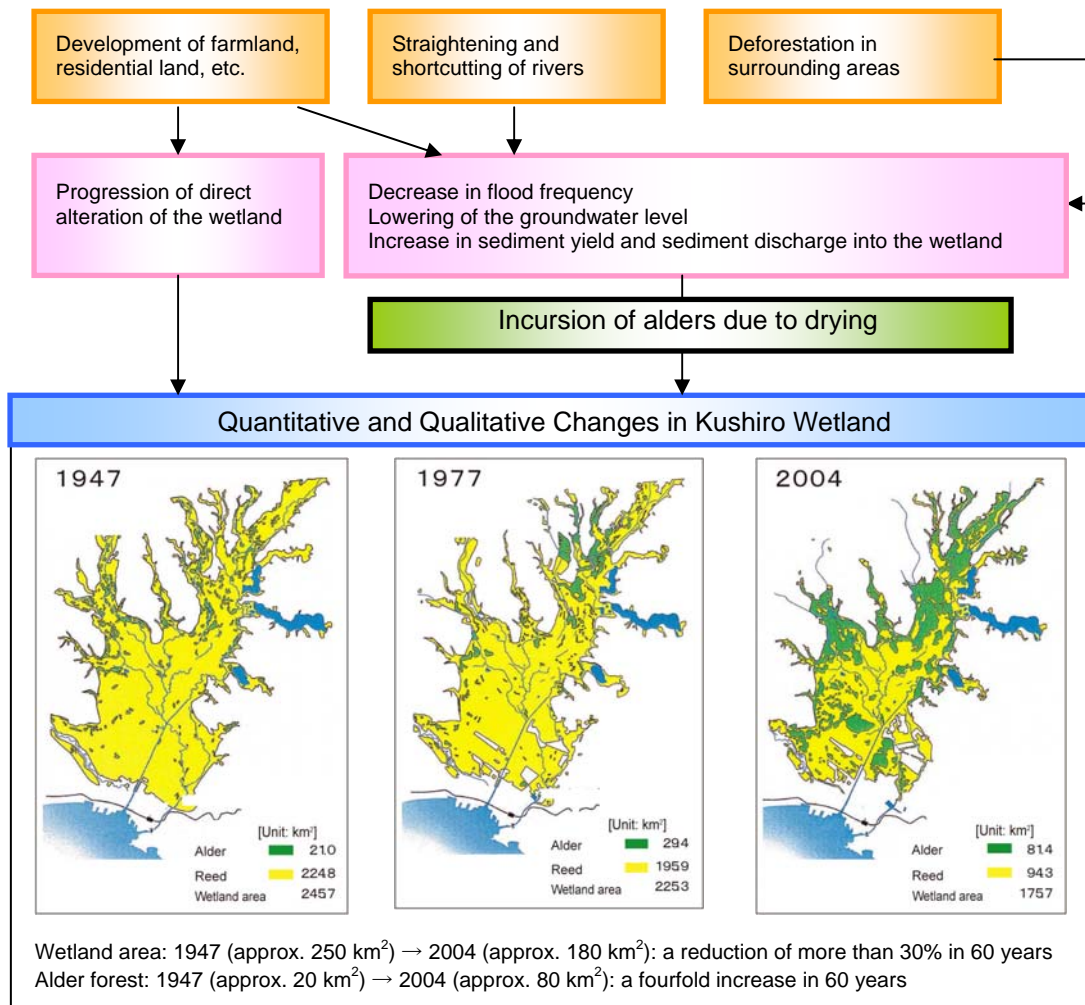 Development of farmland,
residential land, etc.
Straightening and
shortcutting of rivers
Deforestation in
surrounding areas
Progression of direct
alteration of the wetland
Decrease in flood frequency
Lowering of the groundwater level
Increase in sediment yield and sediment discharge into the wetland
Incursion of alders due to drying
Quantitative and Qualitative Changes in Kushiro Wetland
1947
[Unit: km²]
Alder 210
Reed 2248
Wetland area 2457
1977
[Unit: km²]
Alder 294
Reed 1959
Wetland area 2253
2004
[Unit: km²]
Alder 814
Reed 943
Wetland area 1757
Wetland area: 1947 (approx. 250 km²) → 2004 (approx. 180 km²): a reduction of more than 30% in 60 years
Alder forest: 1947 (approx. 20 km²) → 2004 (approx. 80 km²): a fourfold increase in 60 years